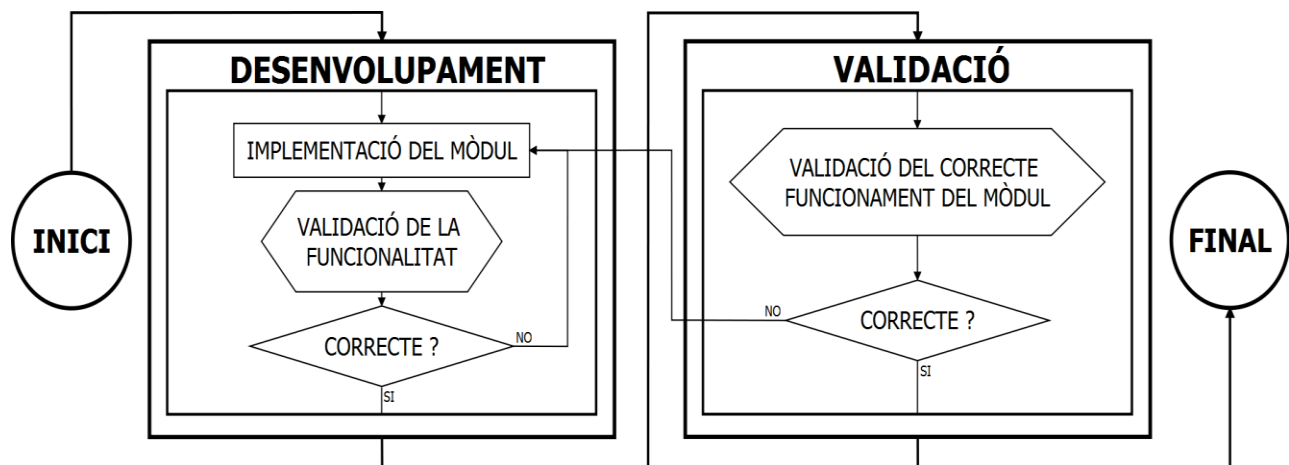 INICI
DESENVOLUPAMENT
IMPLEMENTACIÓ DEL MÒDUL
VALIDACIÓ DE LA
FUNCIONALITAT
CORRECTE ?
NO
SI
VALIDACIÓ
VALIDACIÓ DEL CORRECTE
FUNCIONAMENT DEL MÒDUL
CORRECTE ?
NO
SI
FINAL